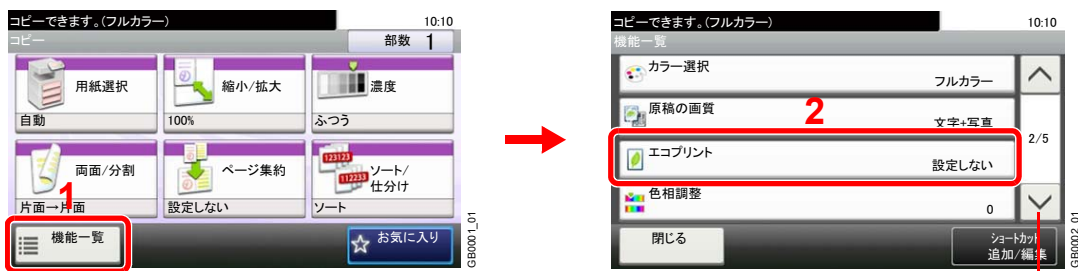 コピーできます。(フルカラー)
10:10
コピー
部数 1
用紙選択
自動
縮小/拡大
100%
濃度
ふつう
両面/分割
片面→片面
ページ集約
設定しない
123123
112233
ソート/
仕分け
ソート
1
機能一覧
お気に入り
GB0001_01
コピーできます。(フルカラー)
10:10
機能一覧
カラー選択
フルカラー
原稿の画質
文字+写真
2
2/5
エコプリント
設定しない
色相調整
0
閉じる
ショートカット
追加/編集
GB0002_01